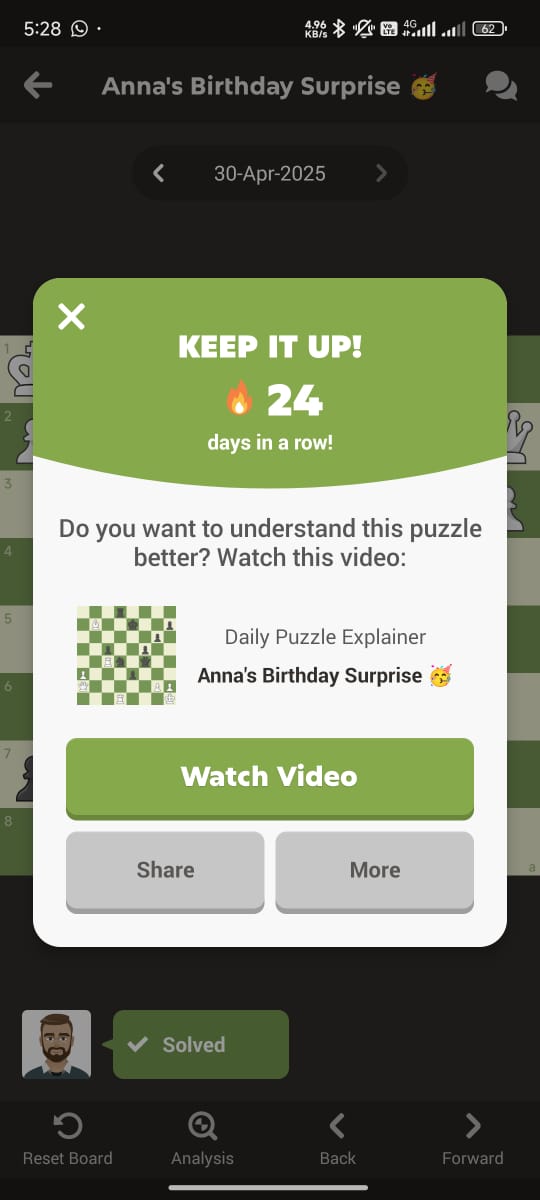 5:28
4.96
KB/s
Vo
LTE
4G
62
Anna's Birthday Surprise 🥳
30-Apr-2025
KEEP IT UP!
🔥 24
days in a row!
1
2
3
4
5
6
7
8
a
Do you want to understand this puzzle
better? Watch this video:
Daily Puzzle Explainer
Anna's Birthday Surprise 🥳
Watch Video
Share
More
Solved
Reset Board
Analysis
Back
Forward